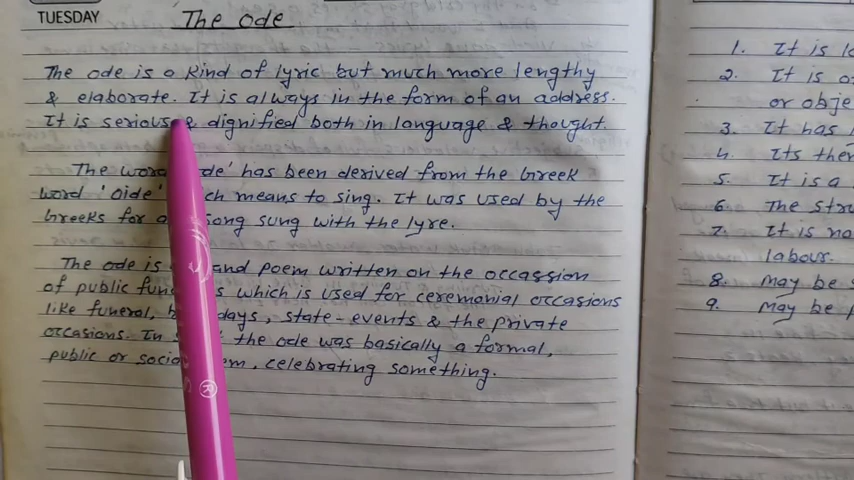 TUESDAY
The Ode
The ode is a kind of lyric but much more lengthy
& elaborate. It is always in the form of an address.
It is serious & dignified both in language & thought.
The word de' has been derived from the Greek
word 'Oide' ch means to sing. It was used by the
Greeks for a song sung with the lyre.
The ode is and poem written on the occassion
of public fun s which is used for ceremonial occasions
like funeral, b days, state-events & the private
occasions. In the ode was basically a formal,
public or socia em, celebrating something.
1. It is
2. It is
or obje
3. It has
4. Its the
5. It is a
6. The stru
7. It is no
labour.
8. may be
9. may be
®